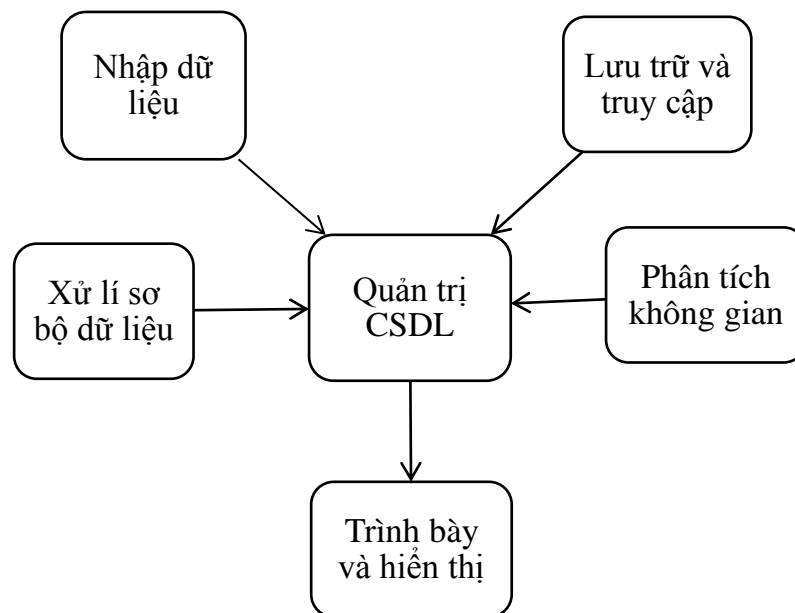 Nhập dữ
liệu
Lưu trữ và
truy cập
Xử lí sơ
bộ dữ liệu
Quản trị
CSDL
Phân tích
không gian
Trình bày
và hiển thị